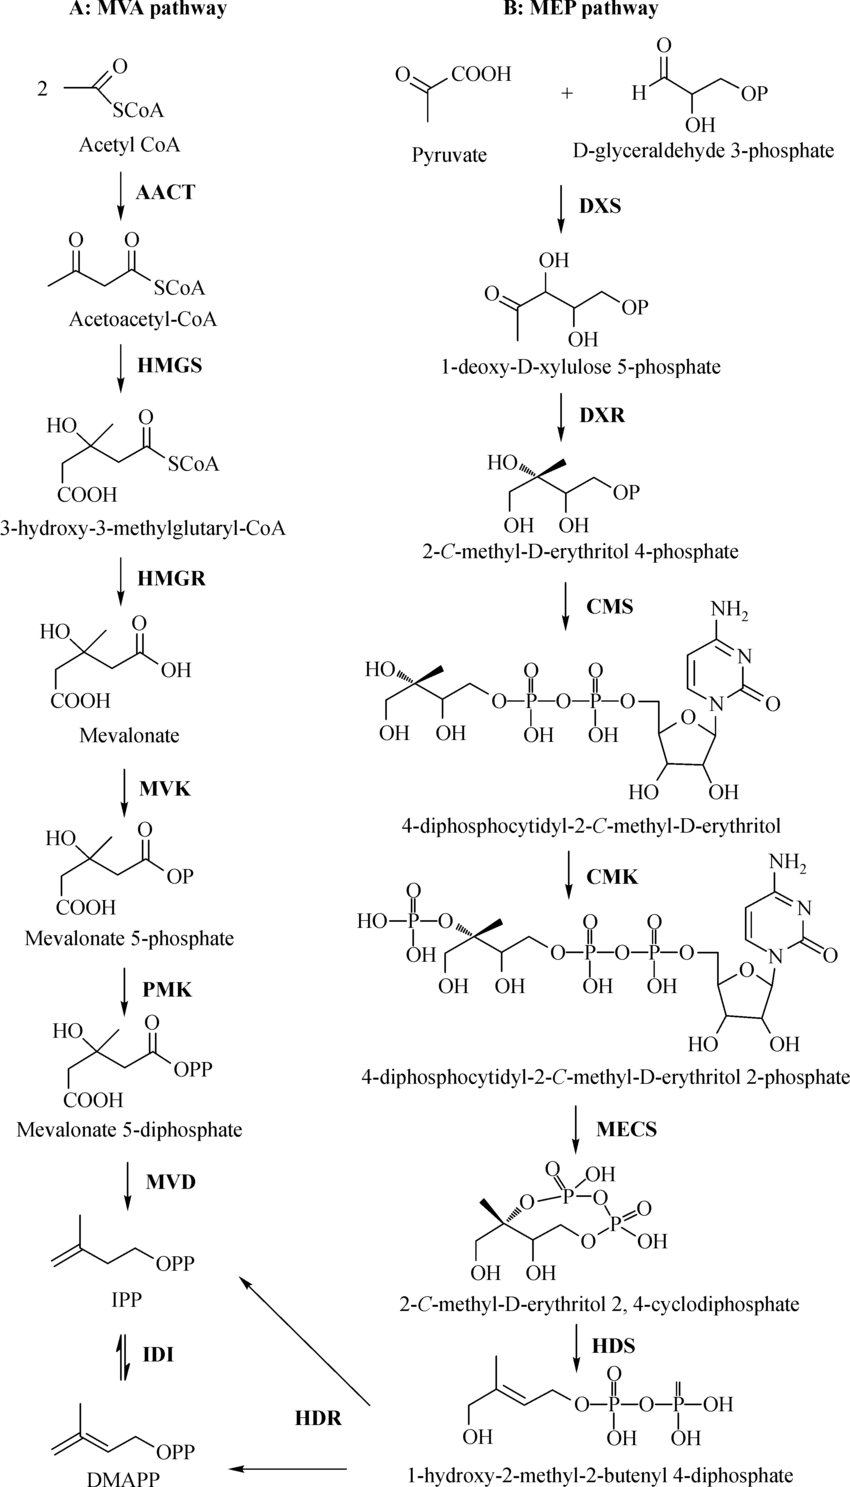 A: MVA pathway
2
O
SCoA
Acetyl CoA
AACT
O
O
SCoA
Acetoacetyl-CoA
HMGS
HO
O
SCoA
COOH
3-hydroxy-3-methylglutaryl-CoA
HMGR
HO
O
OH
COOH
Mevalonate
MVK
HO
O
OP
COOH
Mevalonate 5-phosphate
PMK
HO
O
OPP
COOH
Mevalonate 5-diphosphate
MVD
OPP
IPP
IDI
OPP
DMAPP
B: MEP pathway
O
COOH
Pyruvate
+
O
H
OP
OH
D-glyceraldehyde 3-phosphate
DXS
OH
O
OP
OH
1-deoxy-D-xylulose 5-phosphate
DXR
HO
OP
OH
OH
2-C-methyl-D-erythritol 4-phosphate
CMS
NH2
N
HO
O
O
O
P
O
P
O
N
O
O
OH
OH
OH
OH
HO
OH
4-diphosphocytidyl-2-C-methyl-D-erythritol
CMK
NH2
O
N
HO
P
O
O
O
OH
O
P
O
P
O
N
O
O
OH
OH
OH
OH
HO
OH
4-diphosphocytidyl-2-C-methyl-D-erythritol 2-phosphate
MECS
O
OH
O
P
O
O
P
O
OH
OH
OH
2-C-methyl-D-erythritol 2, 4-cyclodiphosphate
HDS
O
O
P
O
P
OH
OH
OH
OH
1-hydroxy-2-methyl-2-butenyl 4-diphosphate
HDR